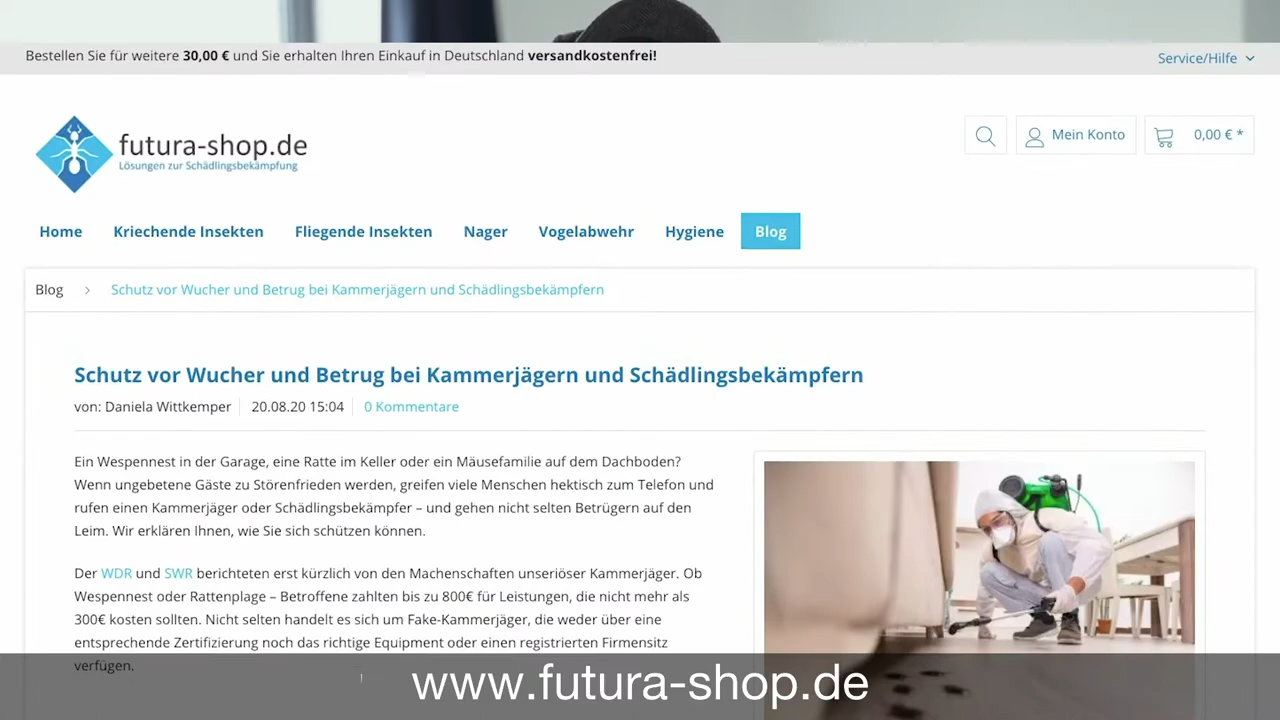 Bestellen Sie für weitere 30,00 € und Sie erhalten Ihren Einkauf in Deutschland versandkostenfrei!
Service/Hilfe
futura-shop.de
Lösungen zur Schädlingsbekämpfung
Mein Konto
0,00 € *
Home
Kriechende Insekten
Fliegende Insekten
Nager
Vogelabwehr
Hygiene
Blog
Blog
Schutz vor Wucher und Betrug bei Kammerjägern und Schädlingsbekämpfern
Schutz vor Wucher und Betrug bei Kammerjägern und Schädlingsbekämpfern
von: Daniela Wittkemper
20.08.20 15:04
0 Kommentare
Ein Wespennest in der Garage, eine Ratte im Keller oder ein Mäusefamilie auf dem Dachboden?
Wenn ungebetene Gäste zu Störenfrieden werden, greifen viele Menschen hektisch zum Telefon und
rufen einen Kammerjäger oder Schädlingsbekämpfer – und gehen nicht selten Betrügern auf den
Leim. Wir erklären Ihnen, wie Sie sich schützen können.
Der WDR und SWR berichteten erst kürzlich von den Machenschaften unseriöser Kammerjäger. Ob
Wespennest oder Rattenplage – Betroffene zahlten bis zu 800€ für Leistungen, die nicht mehr als
300€ kosten sollten. Nicht selten handelt es sich um Fake-Kammerjäger, die weder über eine
entsprechende Zertifizierung noch das richtige Equipment oder einen registrierten Firmensitz
verfügen.
www.futura-shop.de